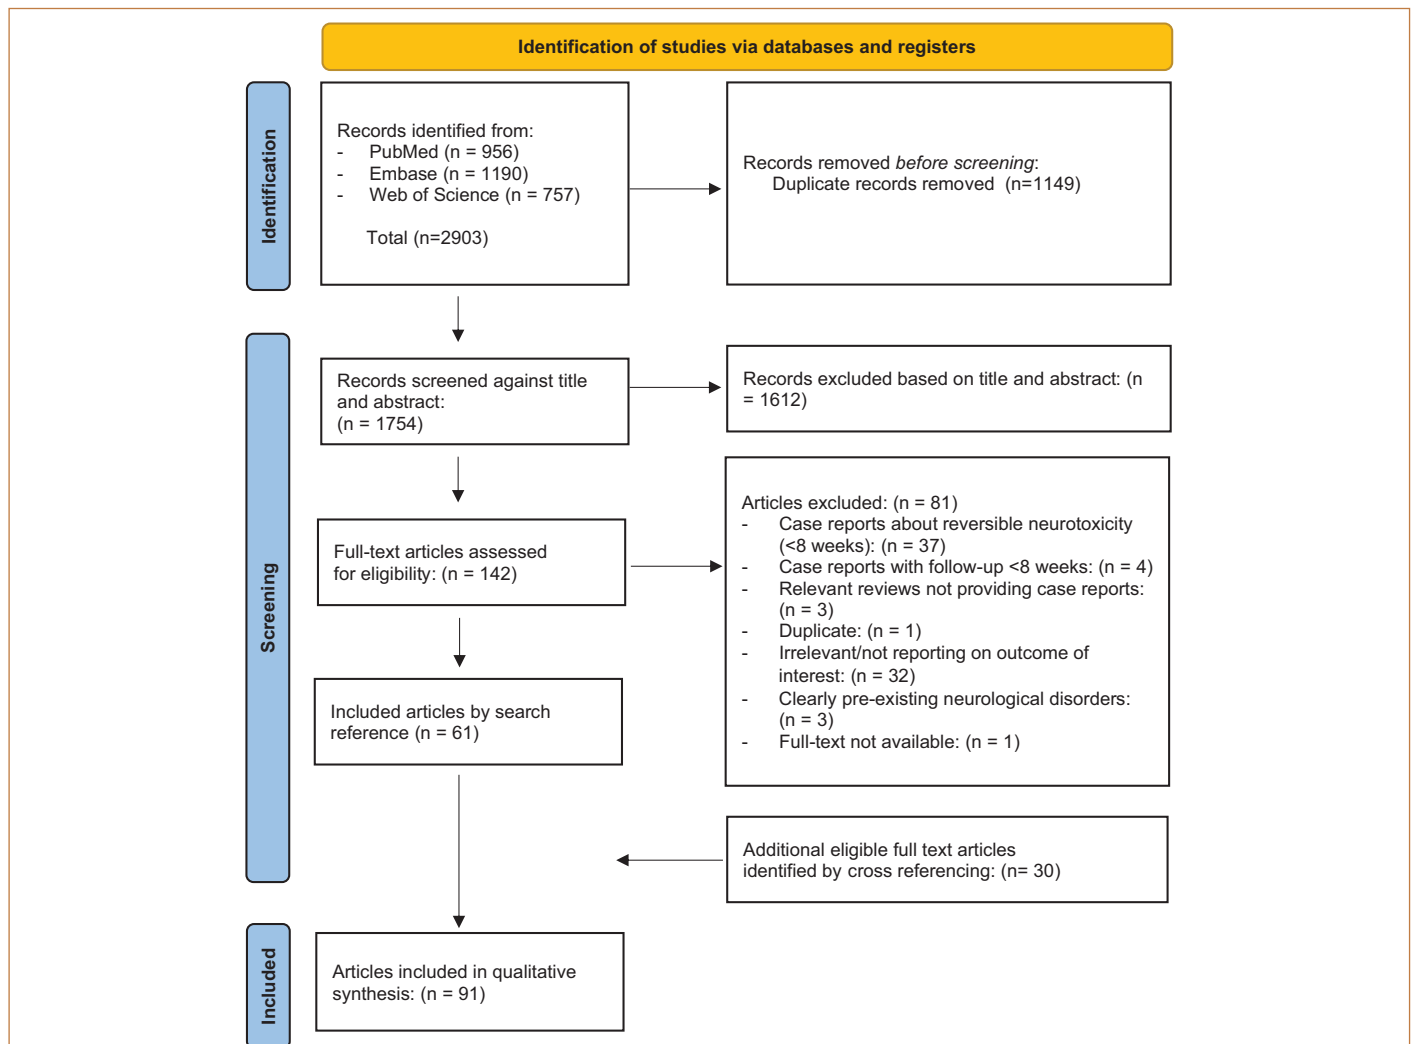 Identification of studies via databases and registers
Identification
Records identified from:
- PubMed (n = 956)
- Embase (n = 1190)
- Web of Science (n = 757)
Total (n=2903)
Records removed before screening:
Duplicate records removed (n=1149)
Screening
Records screened against title
and abstract:
(n = 1754)
Records excluded based on title and abstract: (n
= 1612)
Full-text articles assessed
for eligibility: (n = 142)
Articles excluded: (n = 81)
- Case reports about reversible neurotoxicity
(<8 weeks): (n = 37)
- Case reports with follow-up <8 weeks: (n = 4)
- Relevant reviews not providing case reports:
(n = 3)
- Duplicate: (n = 1)
- Irrelevant/not reporting on outcome of
interest: (n = 32)
- Clearly pre-existing neurological disorders:
(n = 3)
- Full-text not available: (n = 1)
Included articles by search
reference (n = 61)
Additional eligible full text articles
identified by cross referencing: (n= 30)
Included
Articles included in qualitative
synthesis: (n = 91)